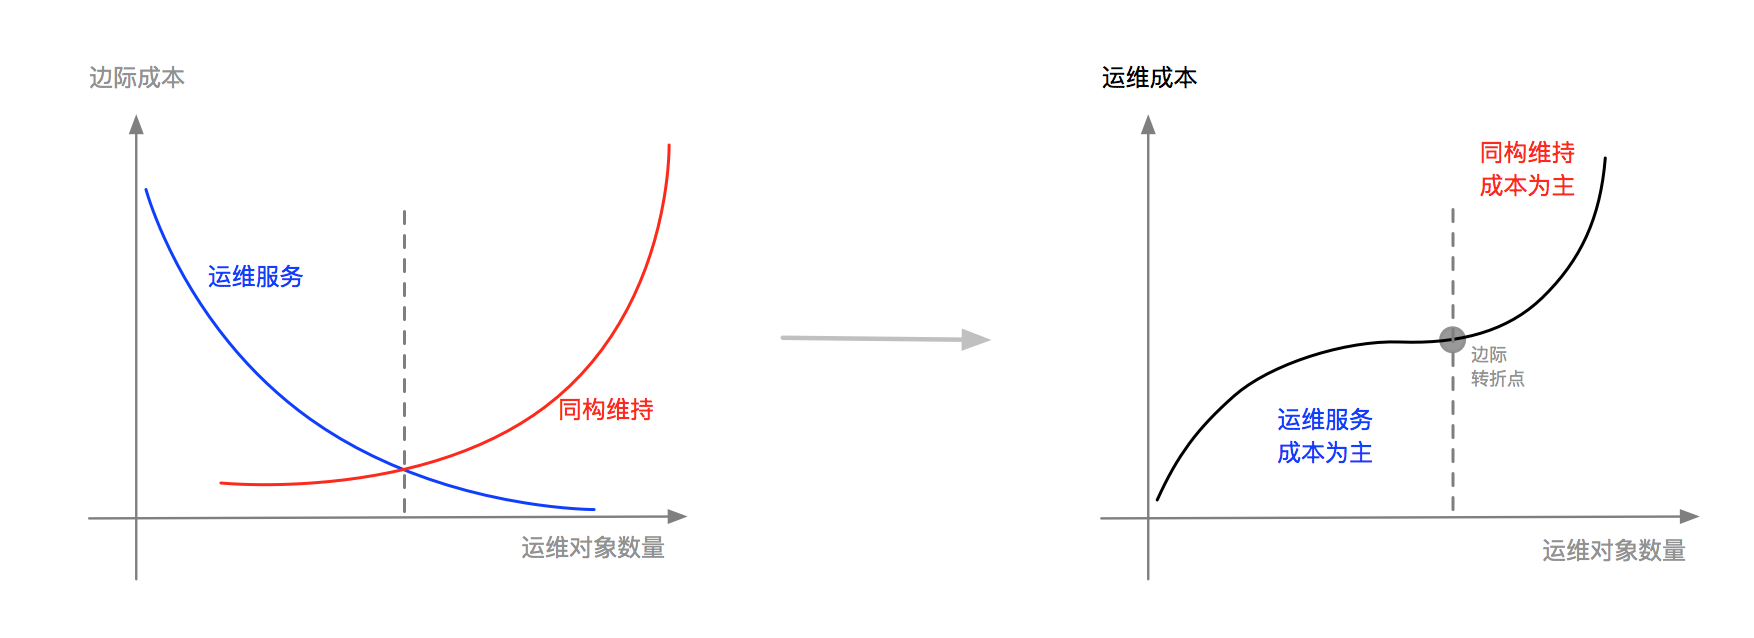 边际成本
运维服务
同构维持
运维对象数量
运维成本
同构维持
成本为主
边际
转折点
运维服务
成本为主
运维对象数量